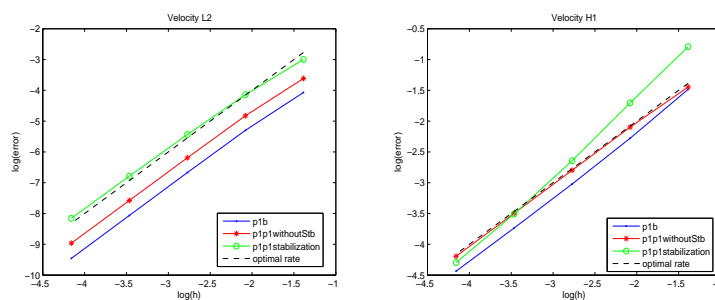 Velocity L2
−2
−3
−4
−5
−6
−7
−8
−9
−10
log(error)
−4.5
−4
−3.5
−3
−2.5
−2
−1.5
−1
log(h)
p1b
p1p1withoutStb
p1p1stabilization
optimal rate
Velocity H1
−0.5
−1
−1.5
−2
−2.5
−3
−3.5
−4
−4.5
log(error)
−4.5
−4
−3.5
−3
−2.5
−2
−1.5
−1
log(h)
p1b
p1p1withoutStb
p1p1stabilization
optimal rate